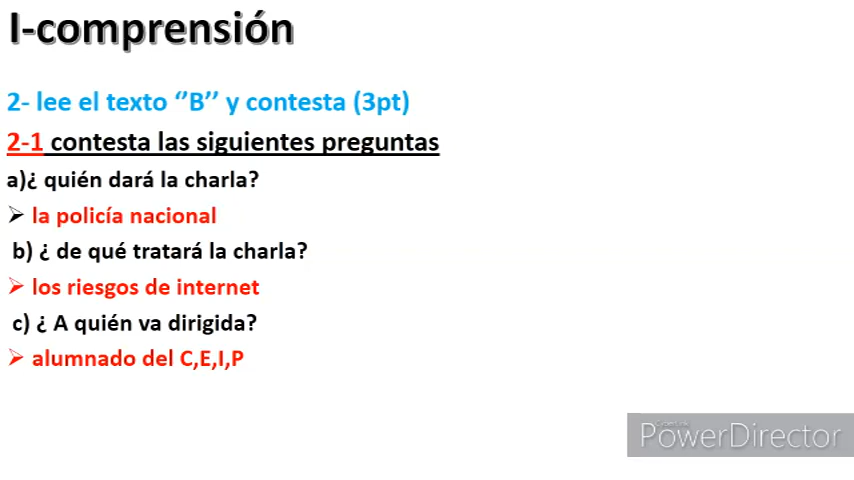 I-comprensión
2- lee el texto ‘’B’’ y contesta (3pt)
2-1 contesta las siguientes preguntas
a)¿ quién dará la charla?
➢ la policía nacional
b) ¿ de qué tratará la charla?
➢ los riesgos de internet
c) ¿ A quién va dirigida?
➢ alumnado del C,E,I,P
CyberLink
PowerDirector